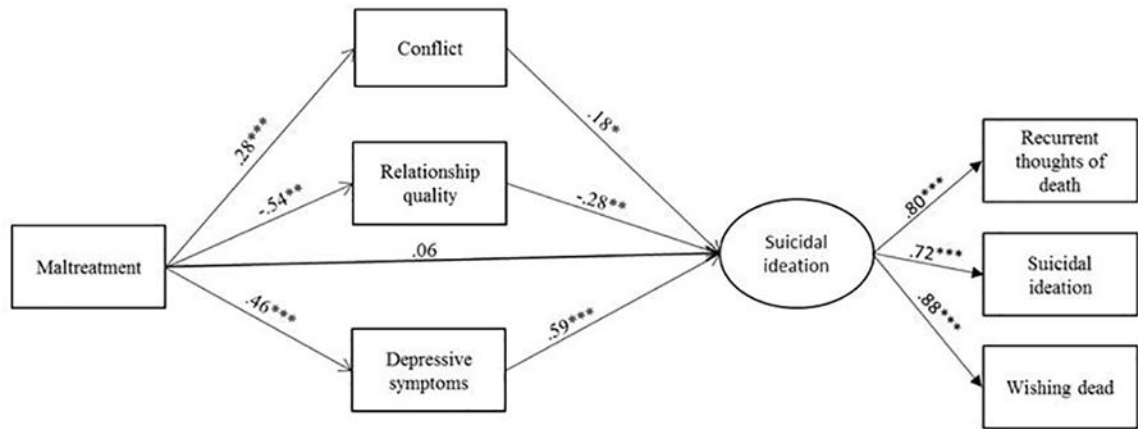 Conflict
.28***
.18*
Recurrent
thoughts of
death
Relationship
quality
-.54**
-.28**
.80***
Maltreatment
.06
Suicidal
ideation
.72***
Suicidal
ideation
.46***
.59***
.88***
Depressive
symptoms
Wishing dead